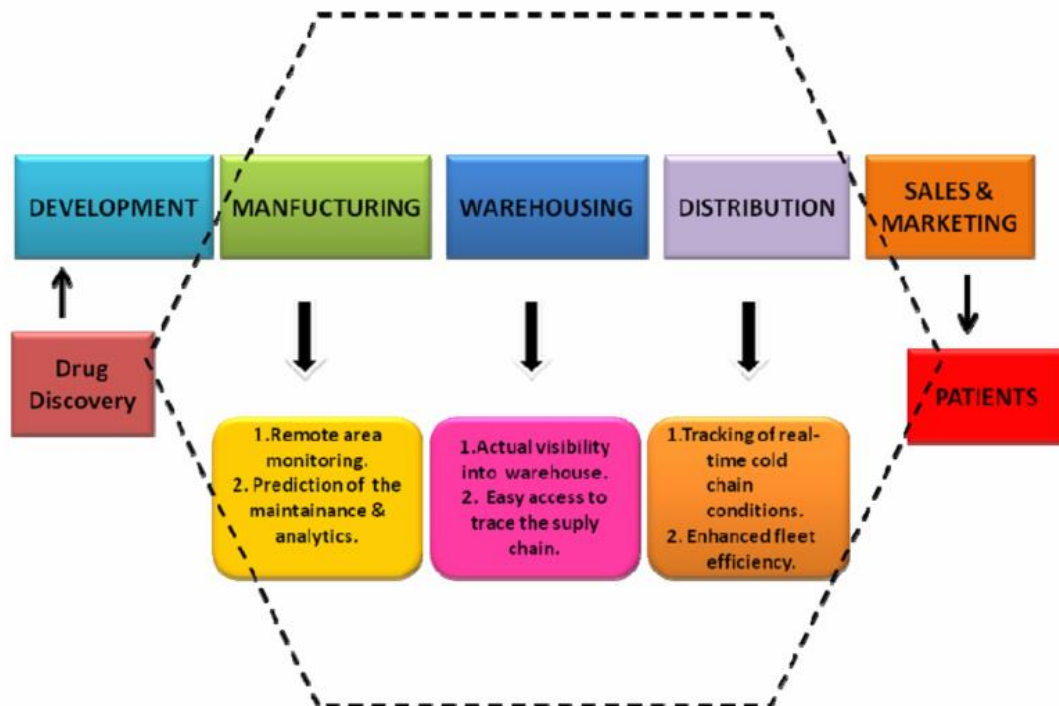 DEVELOPMENT
MANFUCTURING
WAREHOUSING
DISTRIBUTION
SALES &
MARKETING
Drug
Discovery
PATIENTS
1.Remote area
monitoring.
2. Prediction of the
maintainance &
analytics.
1.Actual visibility
into warehouse.
2. Easy access to
trace the suply
chain.
1.Tracking of real-
time cold
chain
conditions.
2. Enhanced fleet
efficiency.